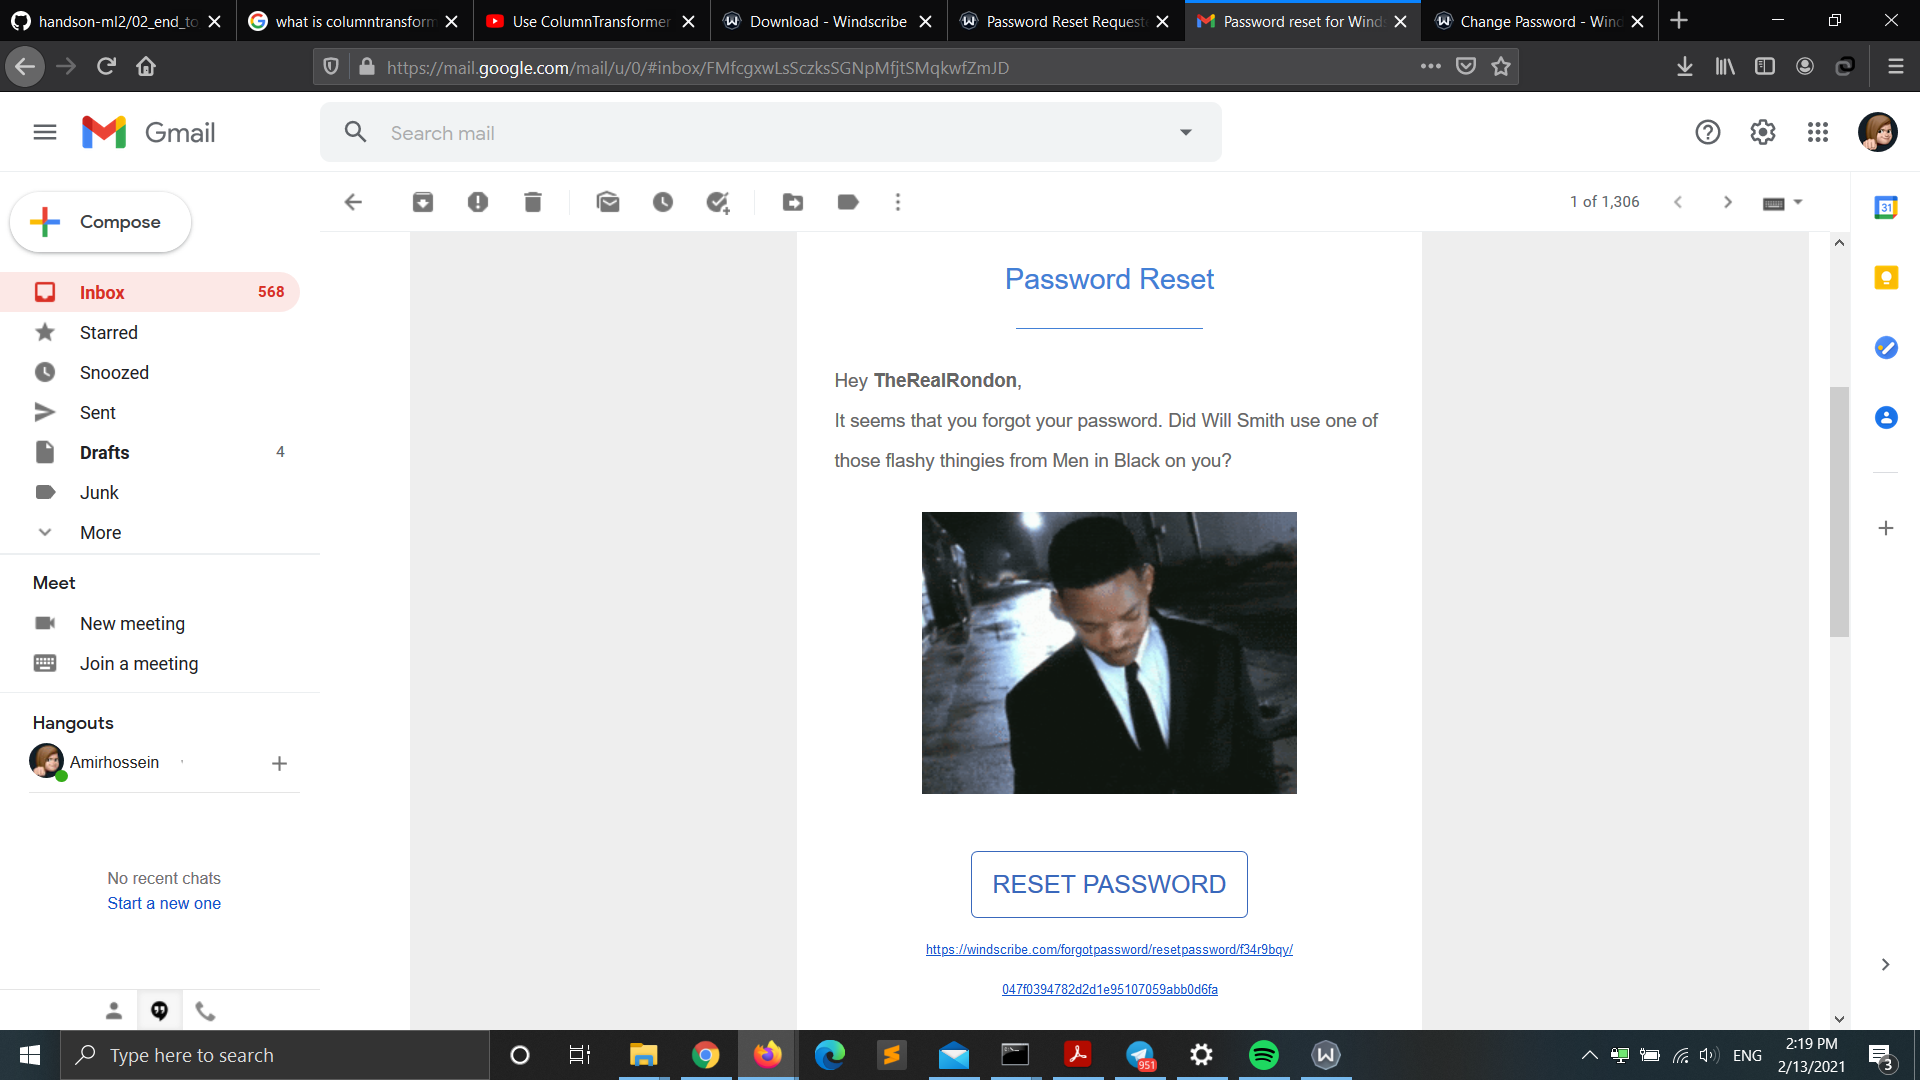 handson-ml2/02_end_to
what is columntransform
Use ColumnTransformer
Download - Windscribe
Password Reset Request
Password reset for Winds
Change Password - Wind
https://mail.google.com/mail/u/0/#inbox/FMfcgxwLsSczksSGNpMfjtSMqkwfZmJD
Gmail
Search mail
Compose
1 of 1,306
31
Inbox 568
Starred
Snoozed
Sent
Drafts 4
Junk
More
Meet
New meeting
Join a meeting
Hangouts
Amirhossein
No recent chats
Start a new one
Password Reset
Hey TheRealRondon,
It seems that you forgot your password. Did Will Smith use one of
those flashy thingies from Men in Black on you?
RESET PASSWORD
https://windscribe.com/forgotpassword/resetpassword/f34r9bqy/
047f0394782d2d1e95107059abb0d6fa
Type here to search
951
ENG
2:19 PM
2/13/2021
3